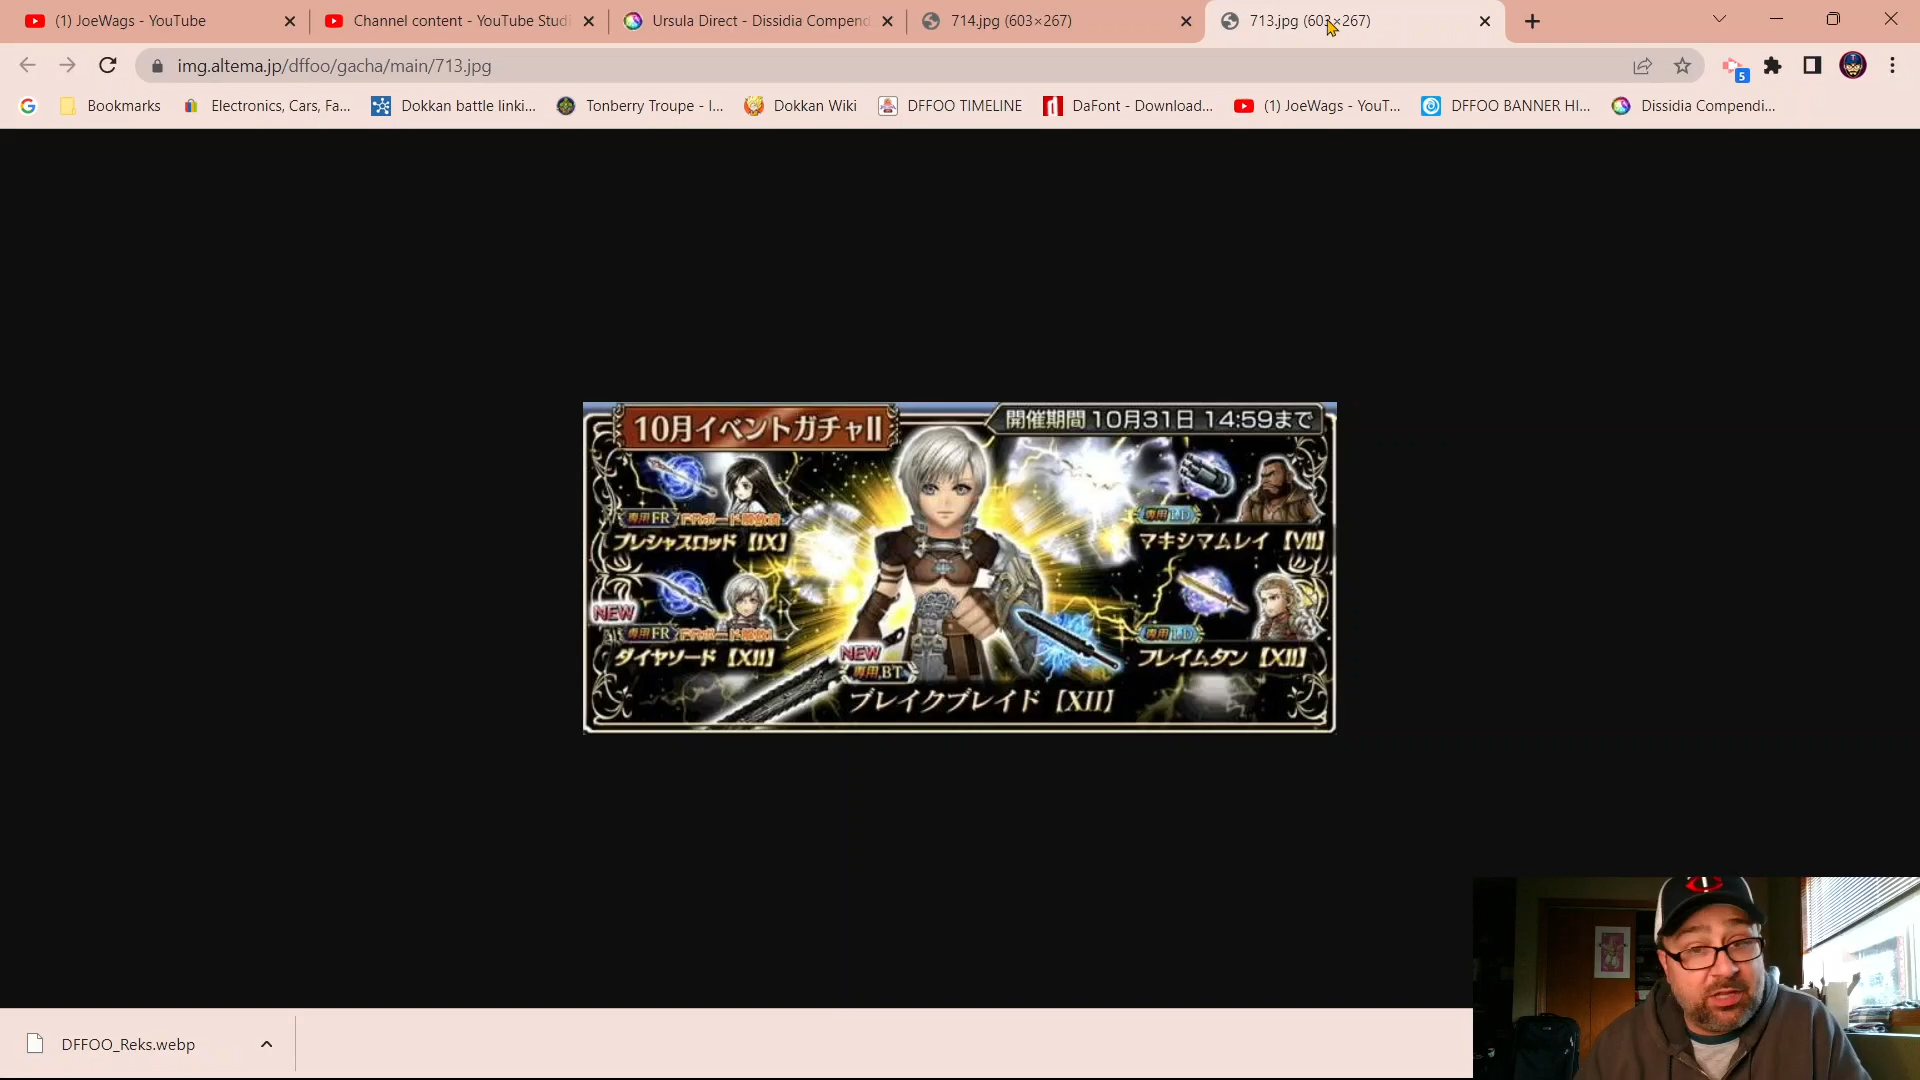 (1) JoeWags - YouTube
Channel content - YouTube Studi
Ursula Direct - Dissidia Compend
714.jpg (603×267)
713.jpg (603×267)
img.altema.jp/dffoo/gacha/main/713.jpg
5
Bookmarks
Electronics, Cars, Fa...
Dokkan battle linki...
Tonberry Troupe - I...
Dokkan Wiki
DFFOO TIMELINE
DaFont - Download...
(1) JoeWags - YouT...
DFFOO BANNER HI...
Dissidia Compendi...
10月イベントガチャII
開催期間 10月31日 14:59まで
専用FR
プレシャスロッド【IX】
専用LD
マキシマムレイ【VII】
NEW
専用FR
ダイヤソード【XII】
専用LD
フレイムタン【XII】
NEW
専用BT
ブレイクブレイド【XII】
DFFOO_Reks.webp